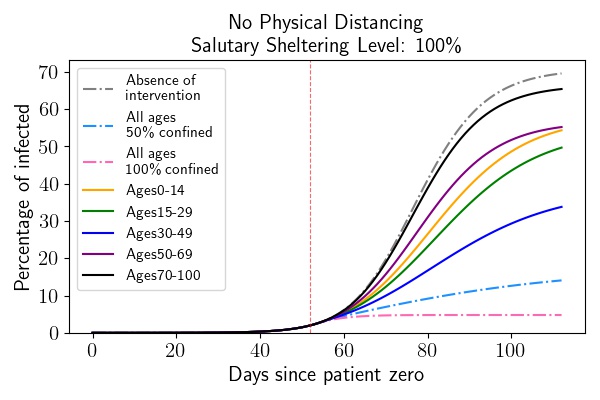 No Physical Distancing
Salutary Sheltering Level: 100%
Percentage of infected
70
60
50
40
30
20
10
0
Absence of
intervention
All ages
50% confined
All ages
100% confined
Ages0-14
Ages15-29
Ages30-49
Ages50-69
Ages70-100
0 20 40 60 80 100
Days since patient zero